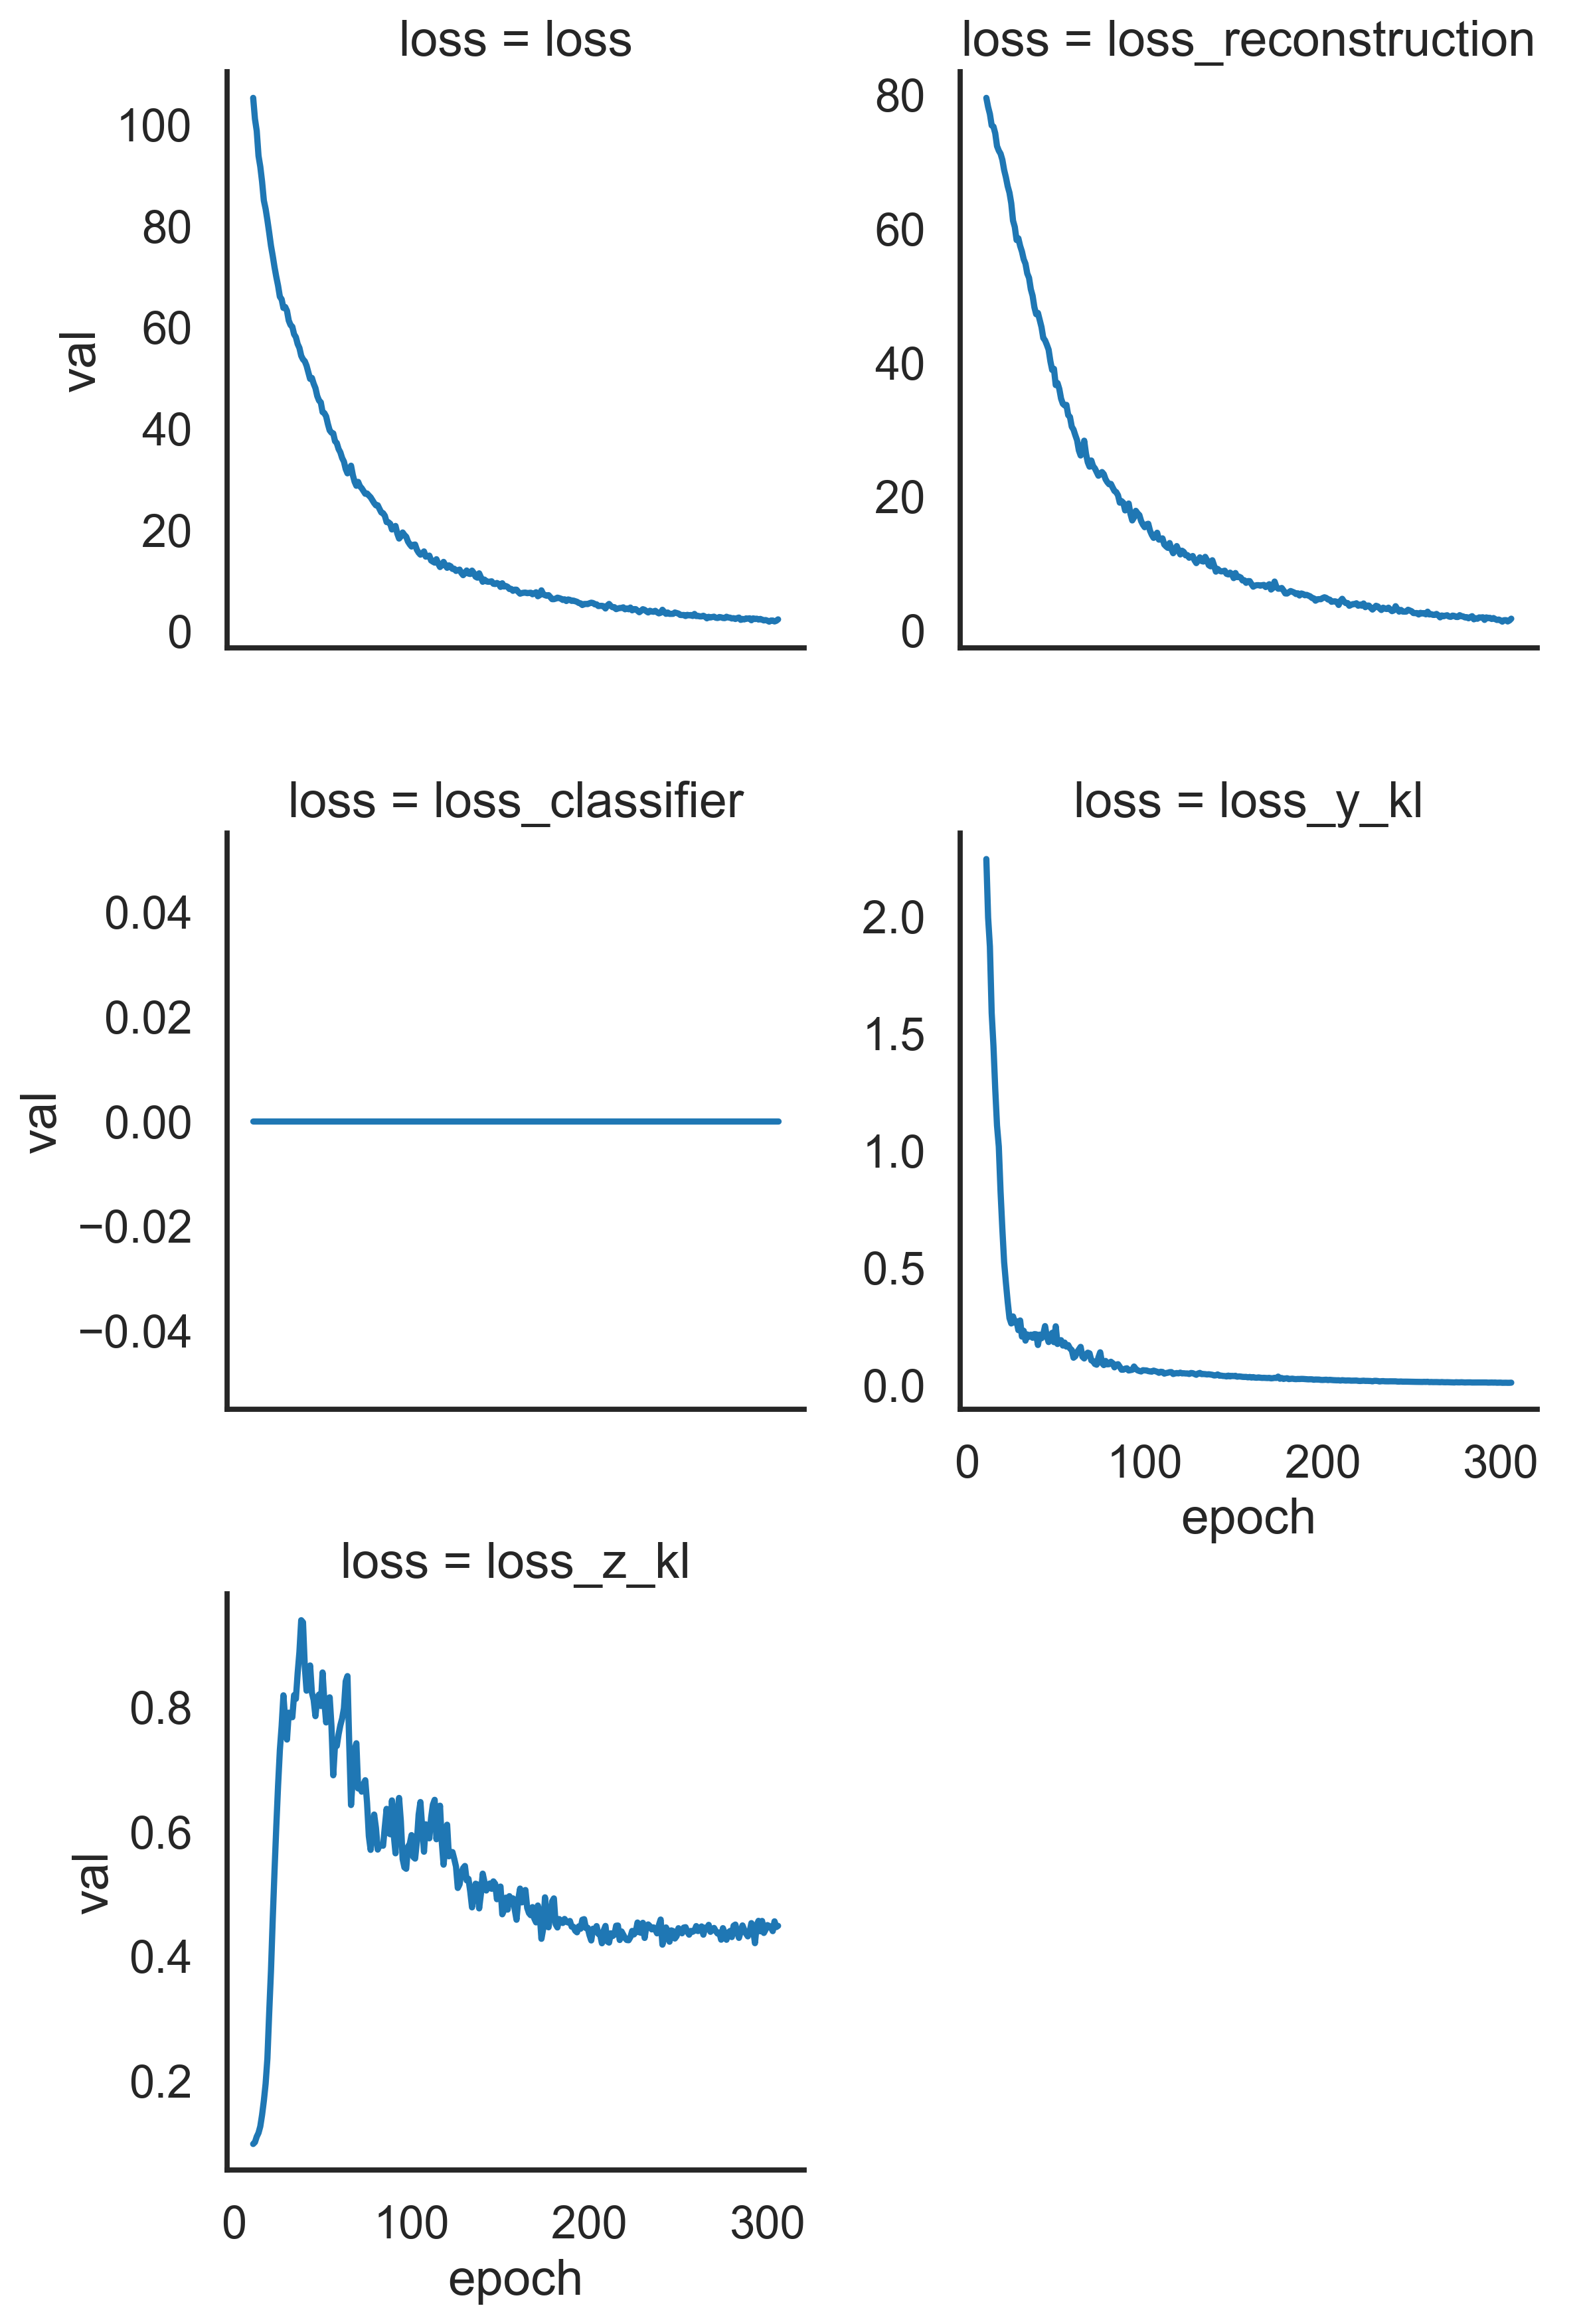 loss = loss
100
80
60
40
20
0
val
loss = loss_reconstruction
80
60
40
20
0
loss = loss_classifier
0.04
0.02
0.00
−0.02
−0.04
val
loss = loss_y_kl
2.0
1.5
1.0
0.5
0.0
0 100 200 300
epoch
loss = loss_z_kl
0.8
0.6
0.4
0.2
val
0 100 200 300
epoch